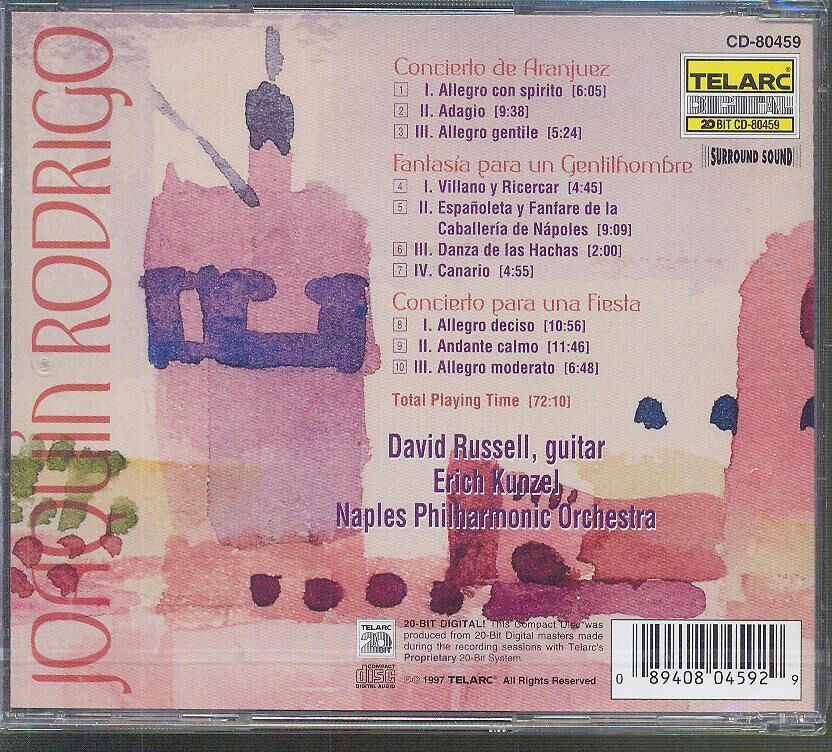 JOAQUÍN RODRIGO
CD-80459
TELARC®
DIGITAL
20 BIT CD-80459
SURROUND SOUND
Concierto de Aranjuez
1 I. Allegro con spirito [6:05]
2 II. Adagio [9:38]
3 III. Allegro gentile [5:24]
Fantasía para un Gentilhombre
4 I. Villano y Ricercar [4:45]
5 II. Españoleta y Fanfare de la
Caballería de Nápoles [9:09]
6 III. Danza de las Hachas [2:00]
7 IV. Canario [4:55]
Concierto para una Fiesta
8 I. Allegro deciso [10:56]
9 II. Andante calmo [11:46]
10 III. Allegro moderato [6:48]
Total Playing Time [72:10]
David Russell, guitar
Erich Kunzel
Naples Philharmonic Orchestra
TELARC
20
BIT
20-BIT DIGITAL! This Compact Disc was
produced from 20-Bit Digital masters made
during the recording sessions with Telarc's
Proprietary 20-Bit System.
COMPACT
disc
DIGITAL AUDIO
℗© 1997 TELARC® All Rights Reserved
0 89408 04592 9